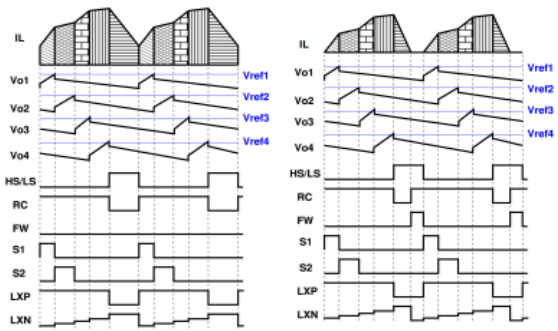 IL
Vo1
Vref1
Vo2
Vref2
Vo3
Vref3
Vo4
Vref4
HS/LS
RC
FW
S1
S2
LXP
LXN
IL
Vo1
Vref1
Vo2
Vref2
Vo3
Vref3
Vo4
Vref4
HS/LS
RC
FW
S1
S2
LXP
LXN